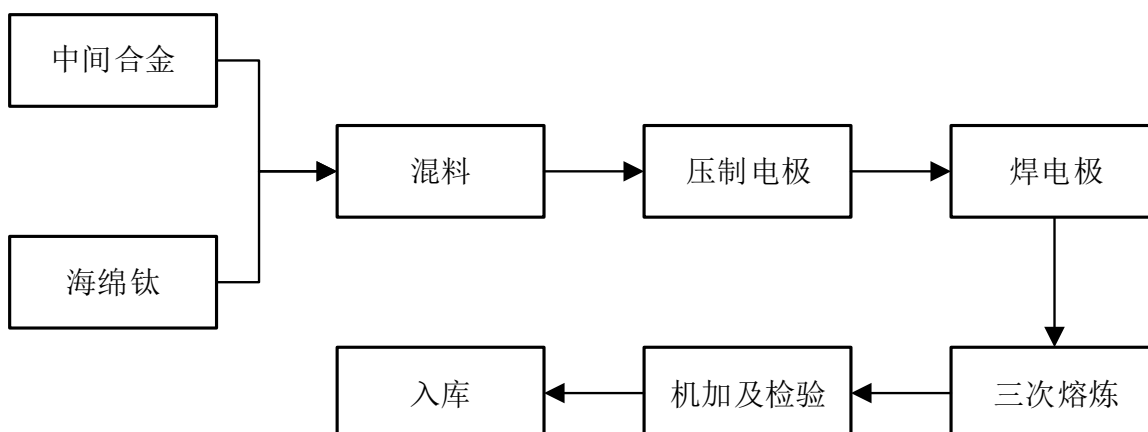 中间合金
海绵钛
混料
压制电极
焊电极
三次熔炼
机加及检验
入库